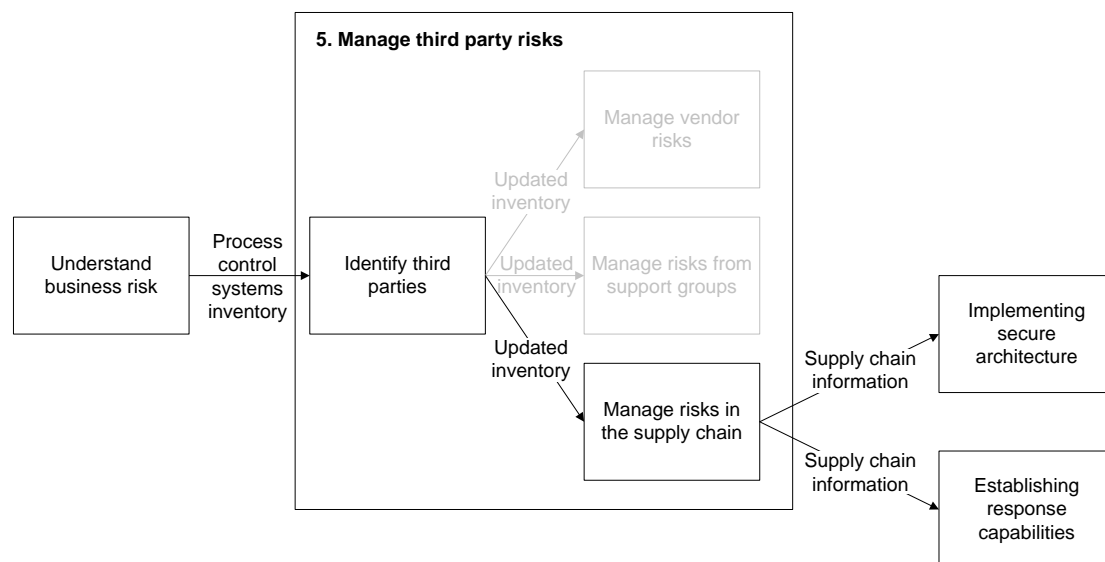 5. Manage third party risks
Manage vendor
risks
Updated
inventory
Understand
business risk
Process
control
systems
inventory
Identify third
parties
Updated
inventory
Manage risks from
support groups
Updated
inventory
Manage risks in
the supply chain
Supply chain
information
Implementing
secure
architecture
Supply chain
information
Establishing
response
capabilities